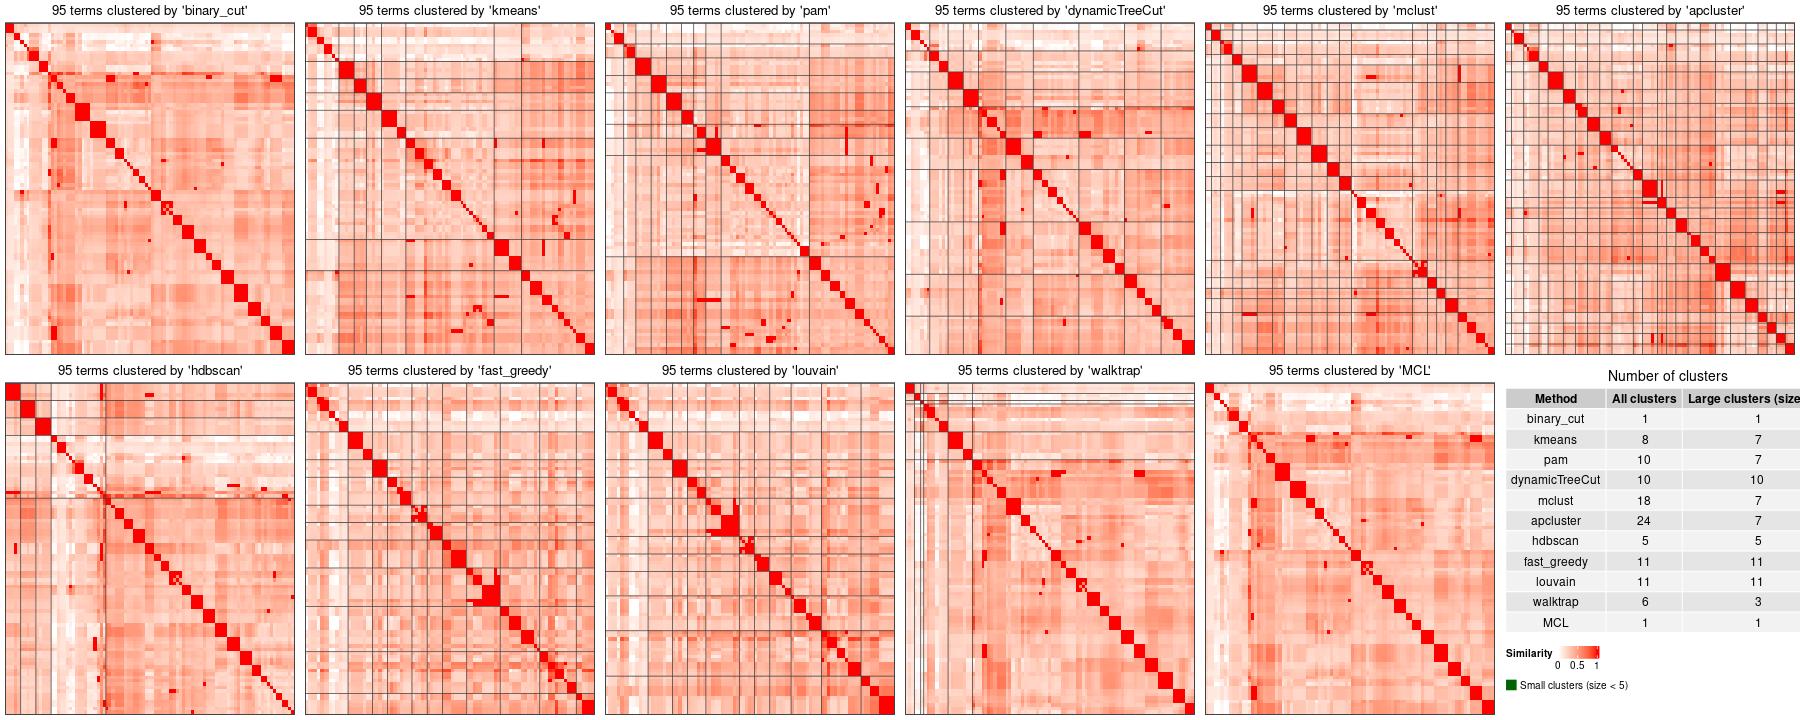 95 terms clustered by 'binary_cut'
95 terms clustered by 'kmeans'
95 terms clustered by 'pam'
95 terms clustered by 'dynamicTreeCut'
95 terms clustered by 'mclust'
95 terms clustered by 'apcluster'
95 terms clustered by 'hdbscan'
95 terms clustered by 'fast_greedy'
95 terms clustered by 'louvain'
95 terms clustered by 'walktrap'
95 terms clustered by 'MCL'
Number of clusters
Method All clusters Large clusters (size
binary_cut 1 1
kmeans 8 7
pam 10 7
dynamicTreeCut 10 10
mclust 18 7
apcluster 24 7
hdbscan 5 5
fast_greedy 11 11
louvain 11 11
walktrap 6 3
MCL 1 1
Similarity
0 0.5 1
Small clusters (size < 5)